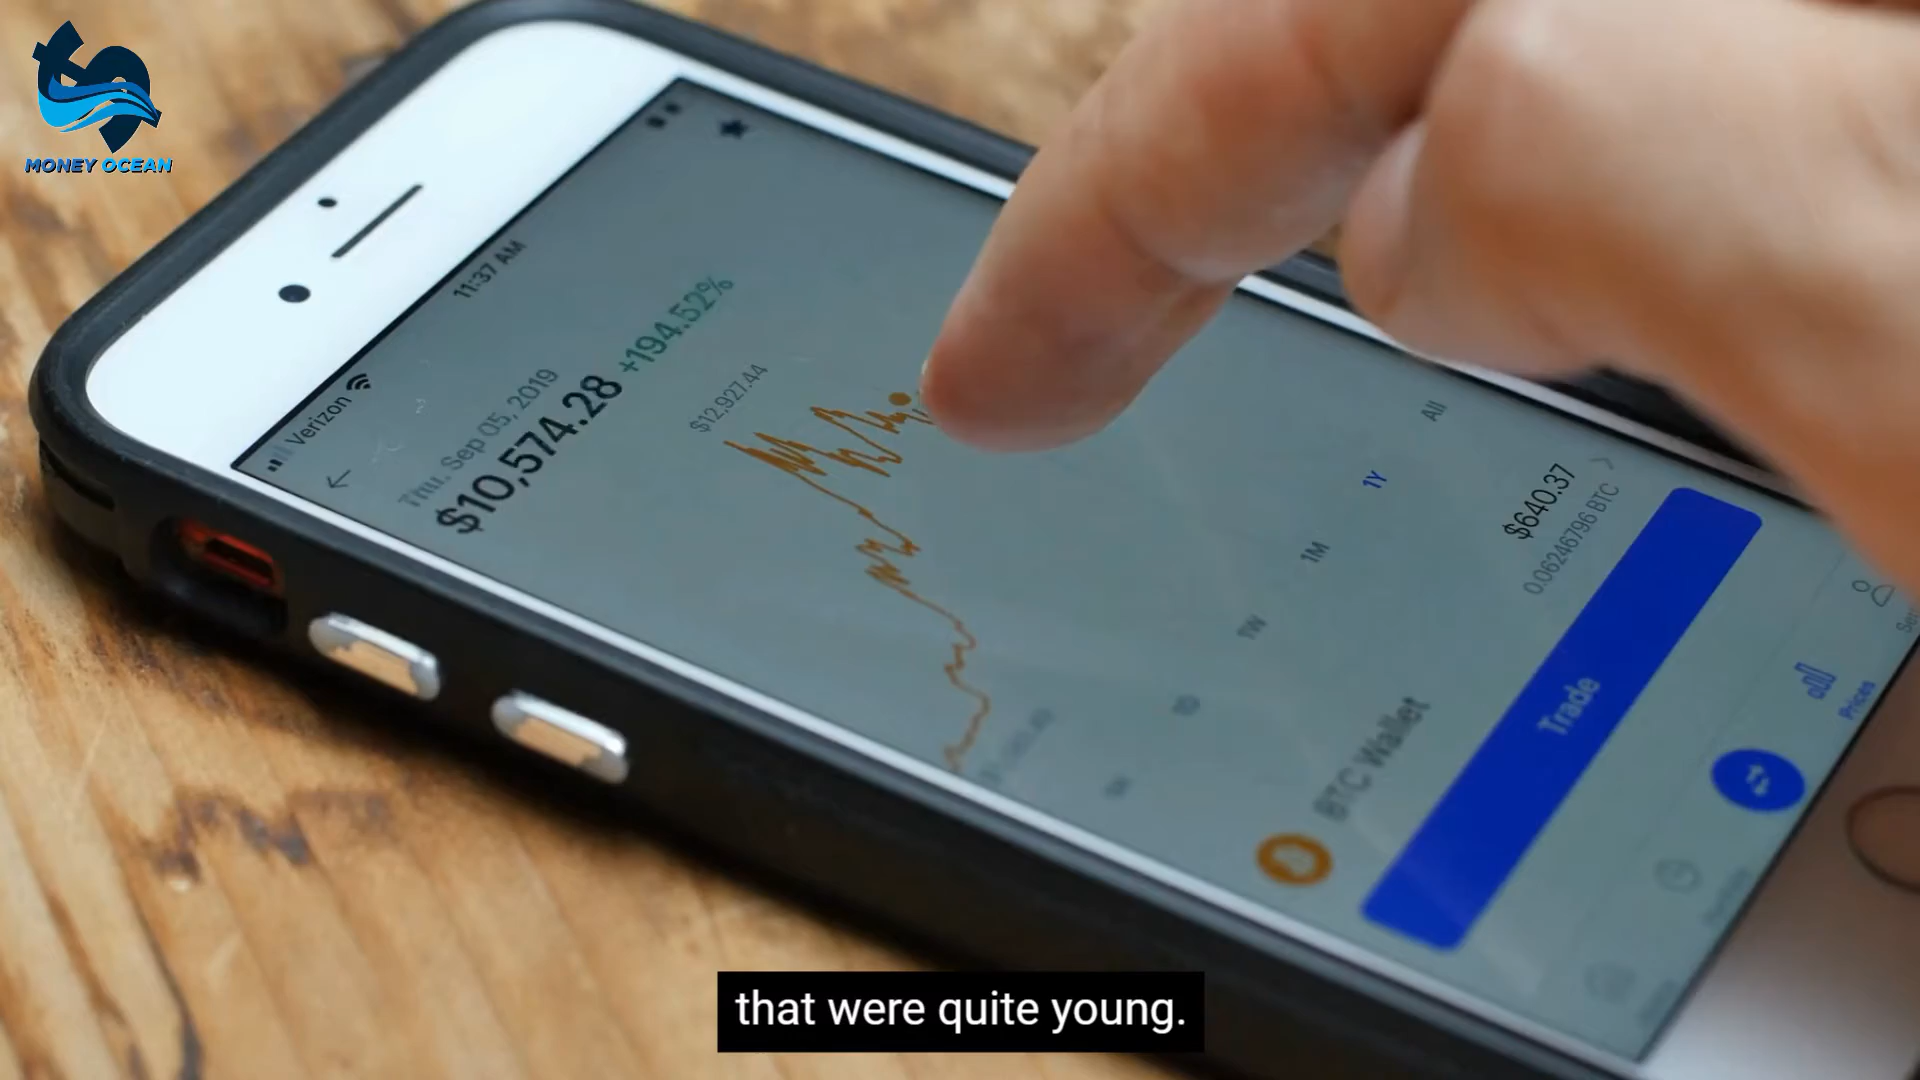 MONEY OCEAN
Verizon
11:37 AM
Thu. Sep 05, 2019
$10,574.28 +194.52%
$12,927.44
1W
1M
1Y
All
BTC Wallet
$640.37
0.06246796 BTC
Trade
Prices
that were quite young.